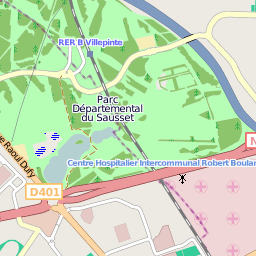 RER B Villepinte
Parc
Départemental
du Sausset
Raoul Dufy
Centre Hospitalier Intercommunal Robert Boulan
N
D401